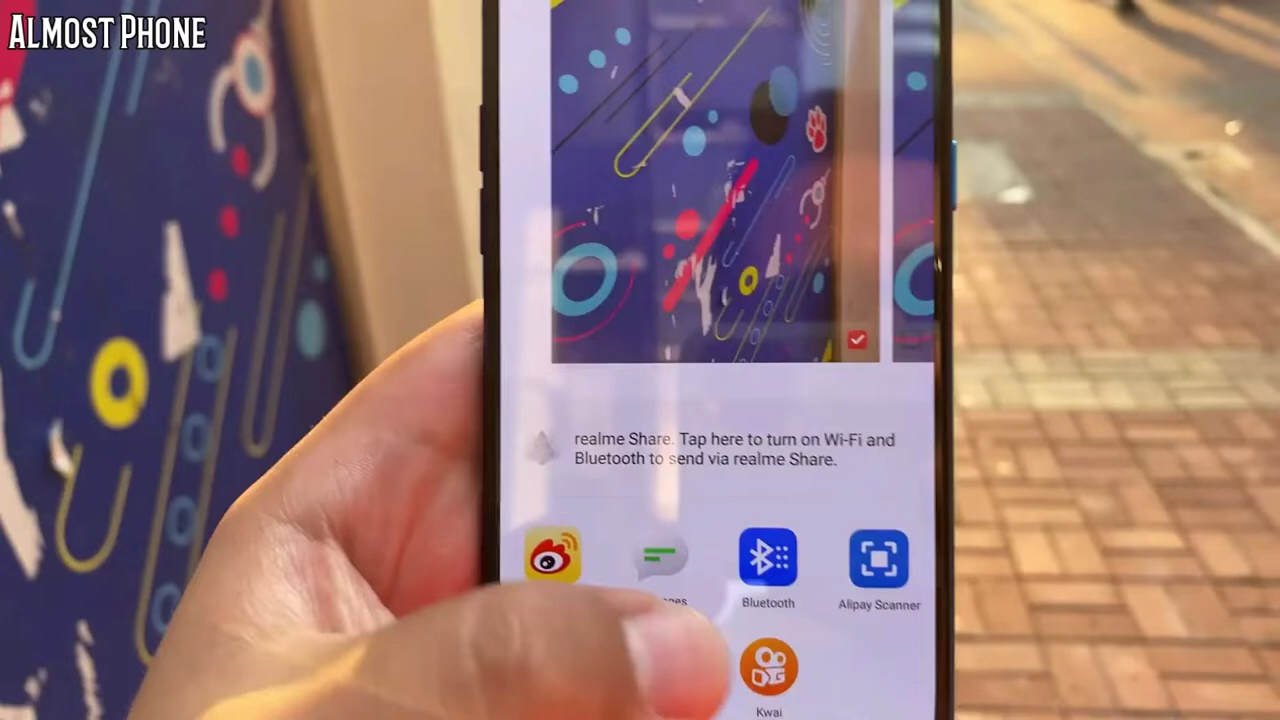 ALMOST PHONE
realme Share. Tap here to turn on Wi-Fi and
Bluetooth to send via realme Share.
Bluetooth
Alipay Scanner
Kwai